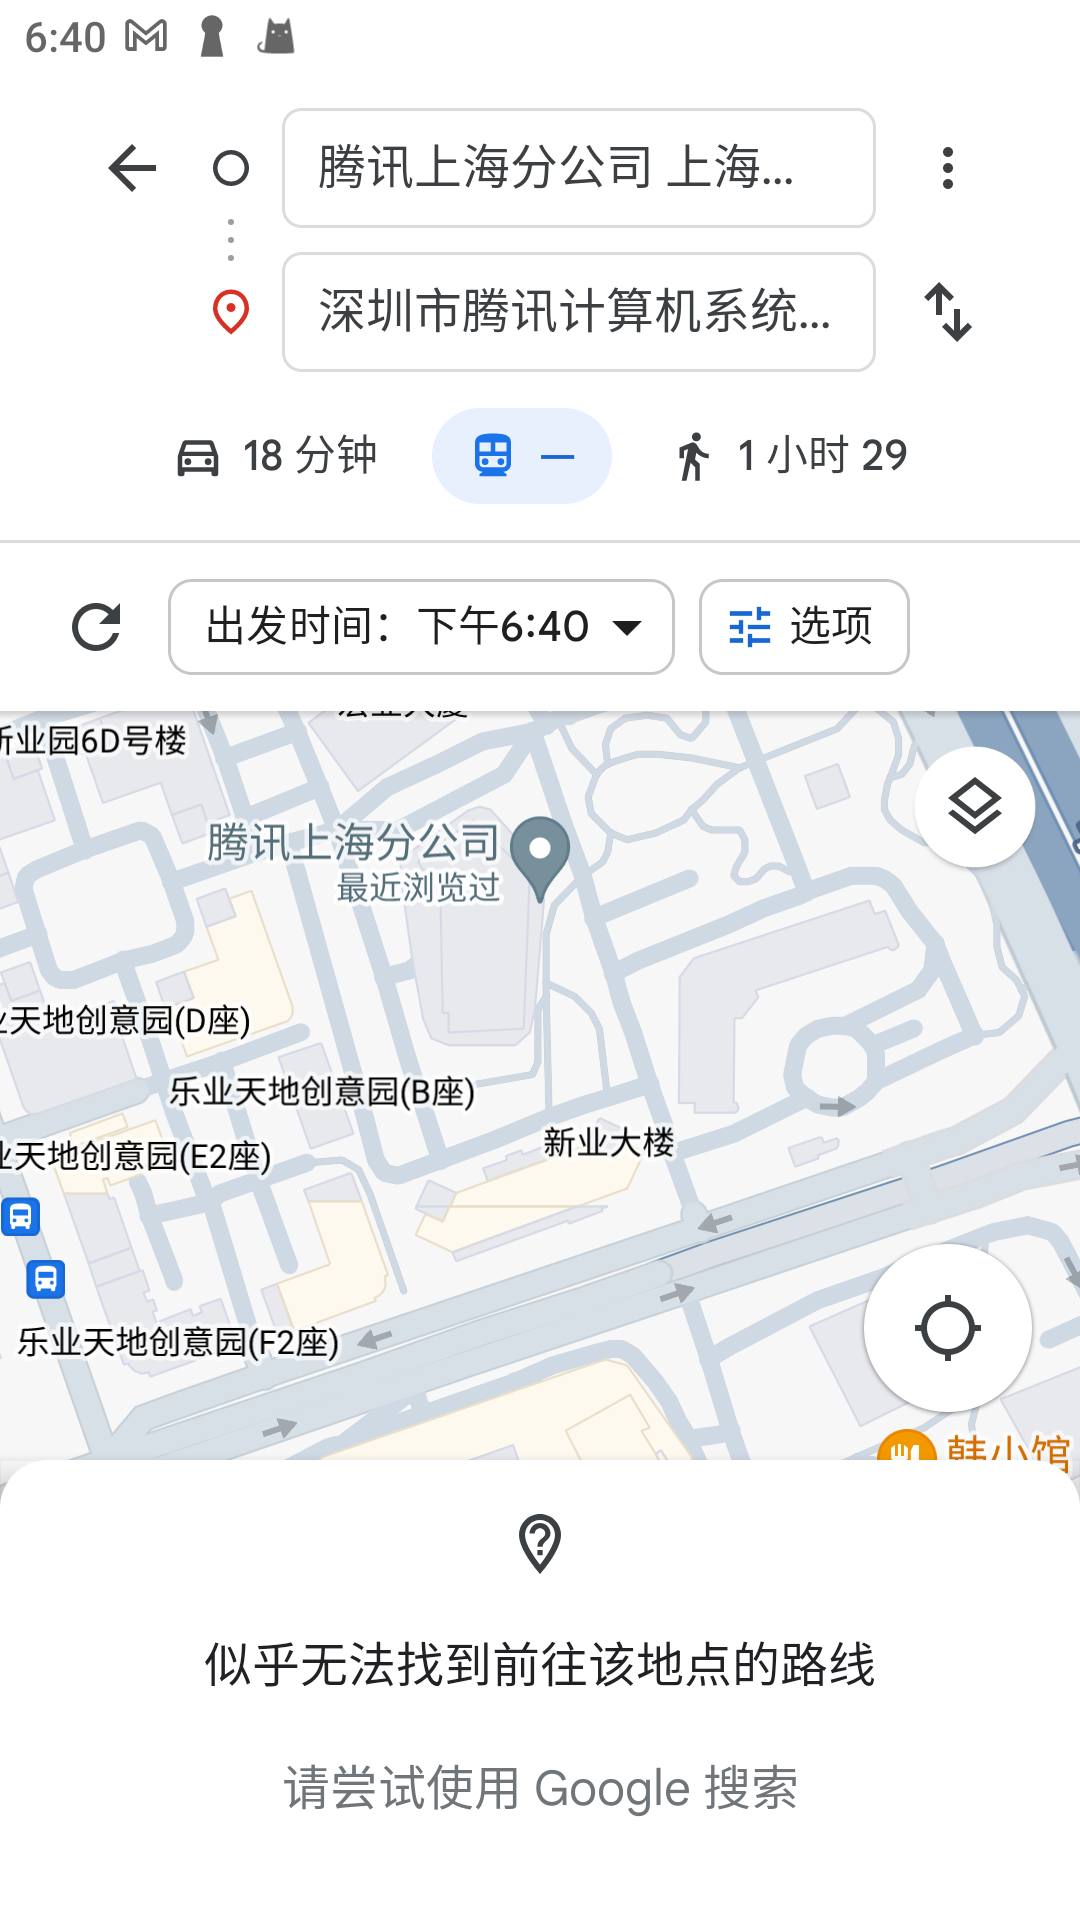 6:40
腾讯上海分公司 上海...
深圳市腾讯计算机系统...
18 分钟
1 小时 29
出发时间：下午6:40
选项
新业园6D号楼
腾讯上海分公司
最近浏览过
业天地创意园(D座)
乐业天地创意园(B座)
新业大楼
业天地创意园(E2座)
乐业天地创意园(F2座)
韩小馆
似乎无法找到前往该地点的路线
请尝试使用 Google 搜索